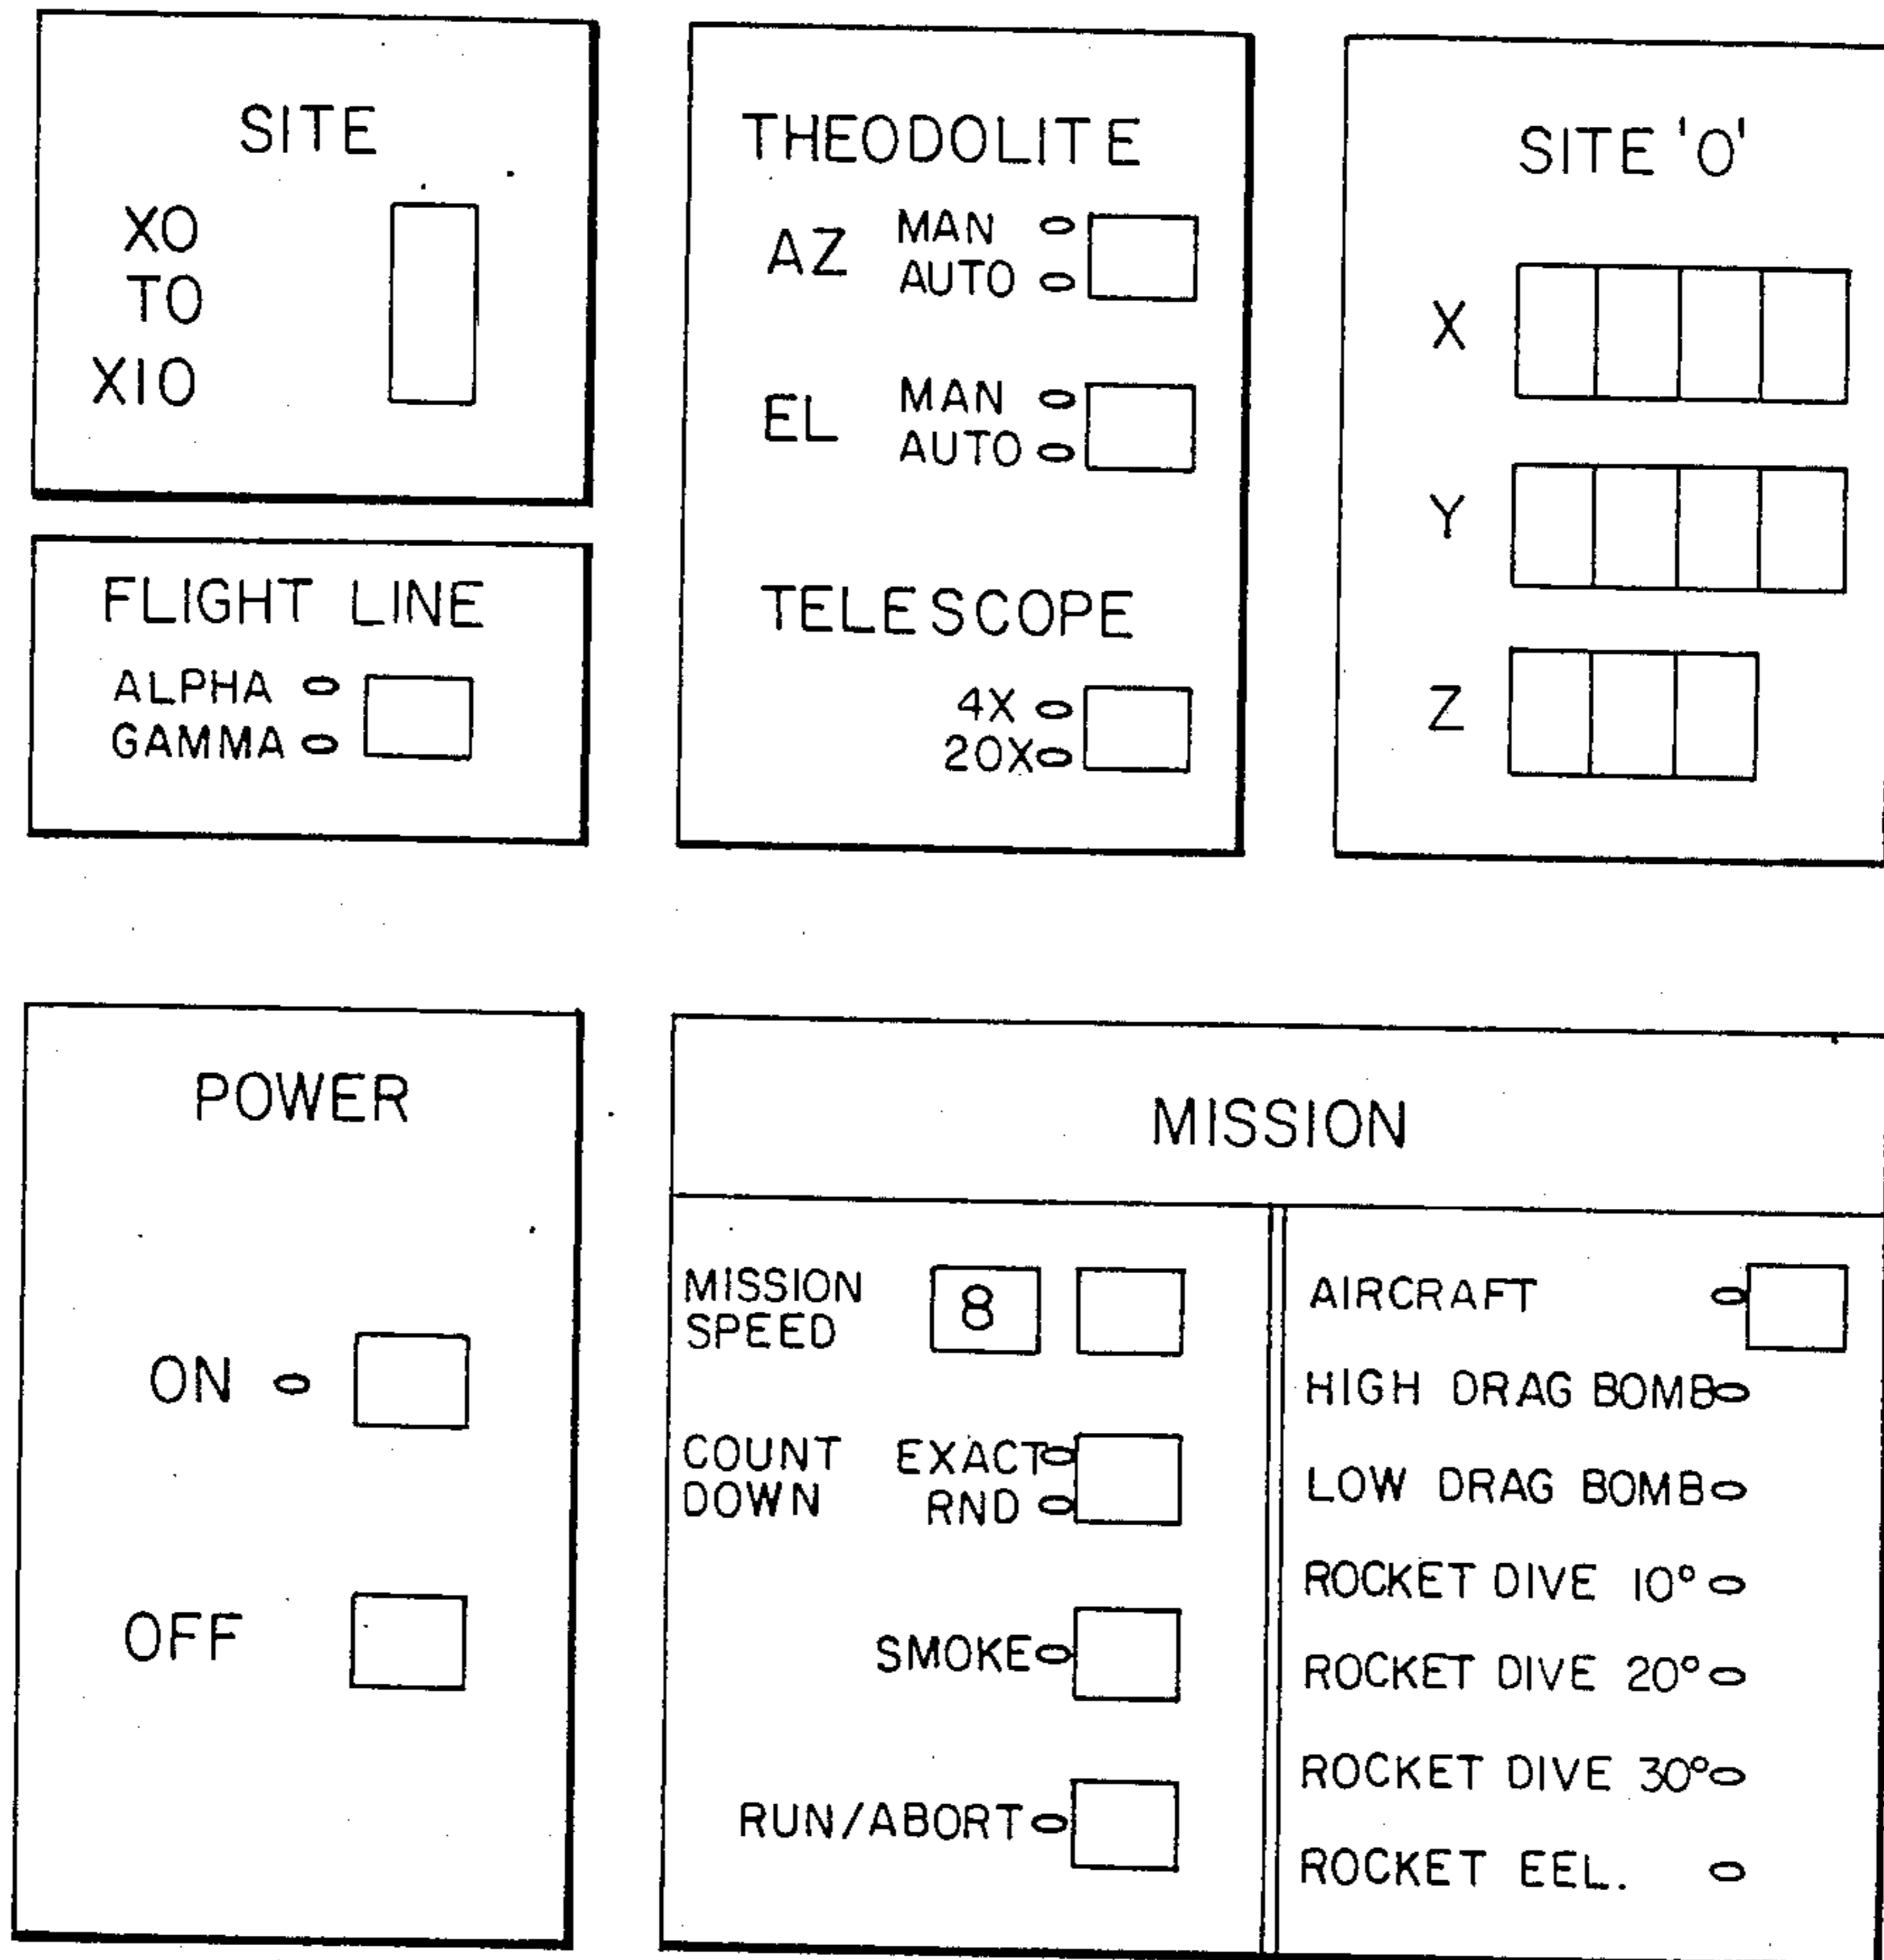 SITE
XO
TO
X10
FLIGHT LINE
ALPHA
GAMMA
THEODOLITE
AZ MAN
AUTO
EL MAN
AUTO
TELESCOPE
4X
20X
SITE 'O'
X
Y
Z
POWER
ON
OFF
MISSION
MISSION
SPEED
8
COUNT EXACT
DOWN RND
SMOKE
RUN/ABORT
AIRCRAFT
HIGH DRAG BOMB
LOW DRAG BOMB
ROCKET DIVE 10°
ROCKET DIVE 20°
ROCKET DIVE 30°
ROCKET EEL.